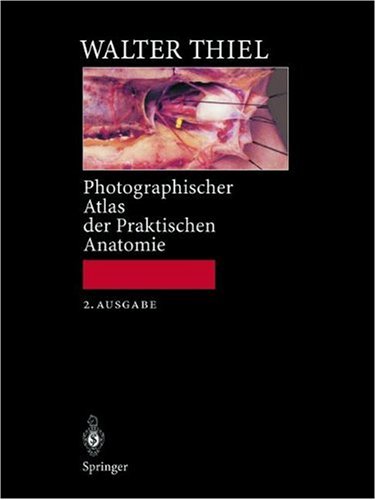 WALTER THIEL
Photographischer
Atlas
der Praktischen
Anatomie
2. AUSGABE
Springer